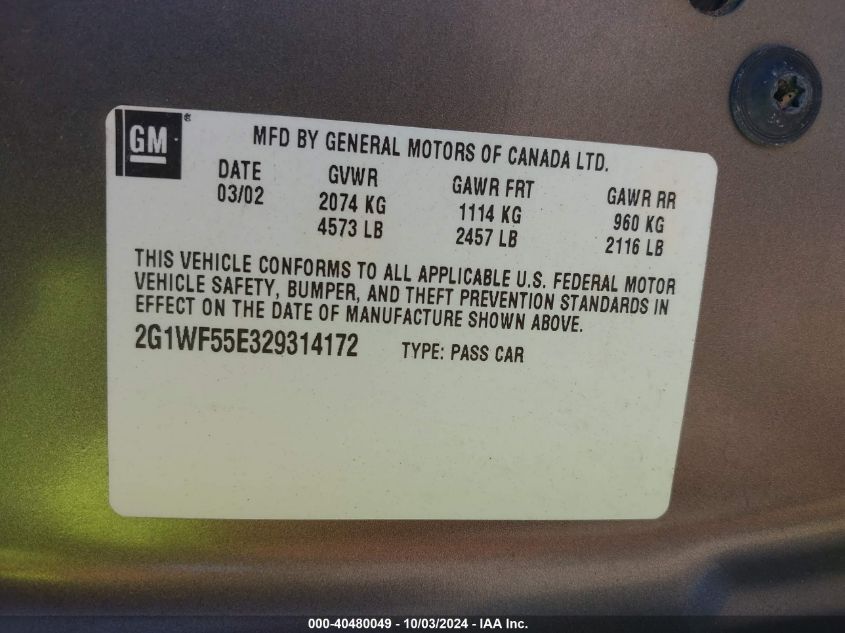 GM®
MFD BY GENERAL MOTORS OF CANADA LTD.
DATE GVWR GAWR FRT GAWR RR
03/02 2074 KG 1114 KG 960 KG
4573 LB 2457 LB 2116 LB
THIS VEHICLE CONFORMS TO ALL APPLICABLE U.S. FEDERAL MOTOR
VEHICLE SAFETY, BUMPER, AND THEFT PREVENTION STANDARDS IN
EFFECT ON THE DATE OF MANUFACTURE SHOWN ABOVE.
2G1WF55E329314172 TYPE: PASS CAR
000-40480049 - 10/03/2024 - IAA Inc.